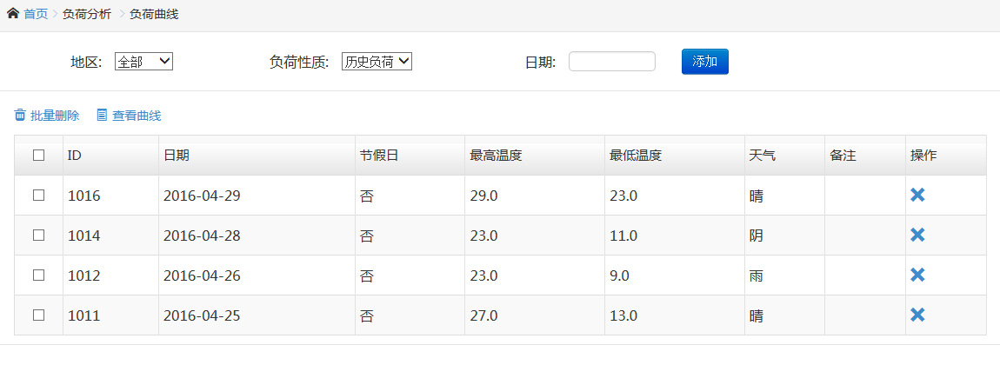 首页 负荷分析 负荷曲线
地区: 全部 负荷性质: 历史负荷 日期: 添加
批量删除 查看曲线
ID 日期 节假日 最高温度 最低温度 天气 备注 操作
1016 2016-04-29 否 29.0 23.0 晴
1014 2016-04-28 否 23.0 11.0 阴
1012 2016-04-26 否 23.0 9.0 雨
1011 2016-04-25 否 27.0 13.0 晴